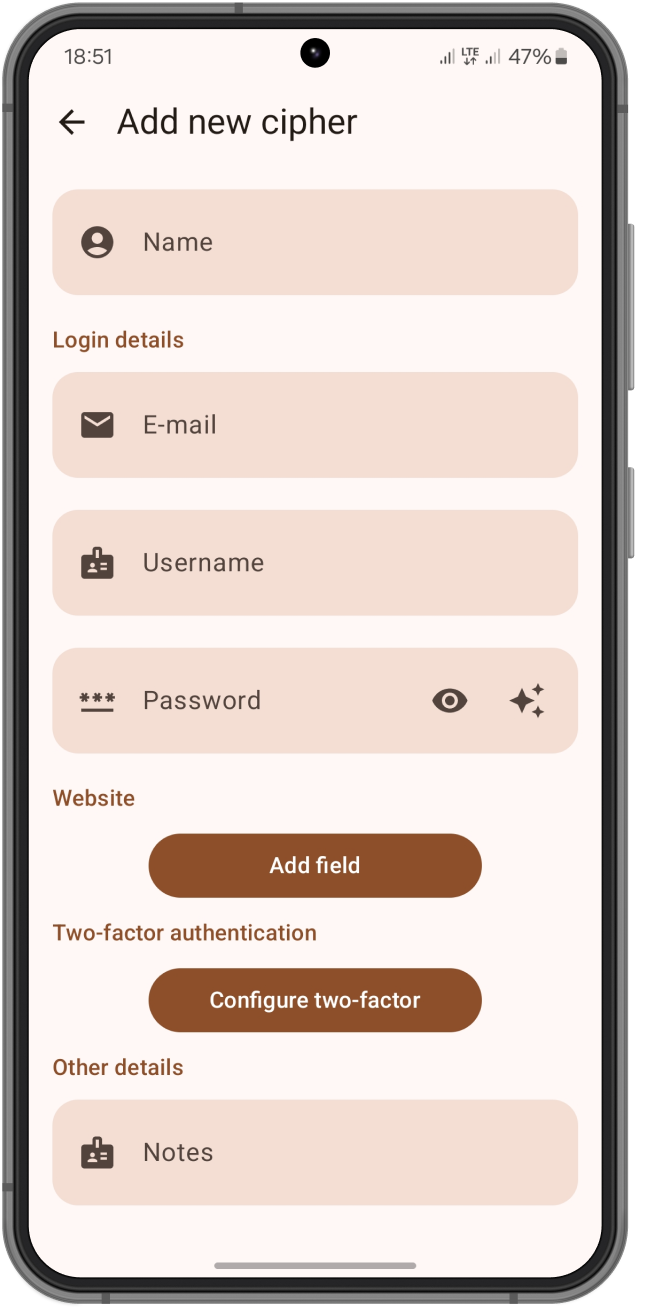 18:51 LTE 47%
Add new cipher
Name
Login details
E-mail
Username
*** Password
Website
Add field
Two-factor authentication
Configure two-factor
Other details
Notes